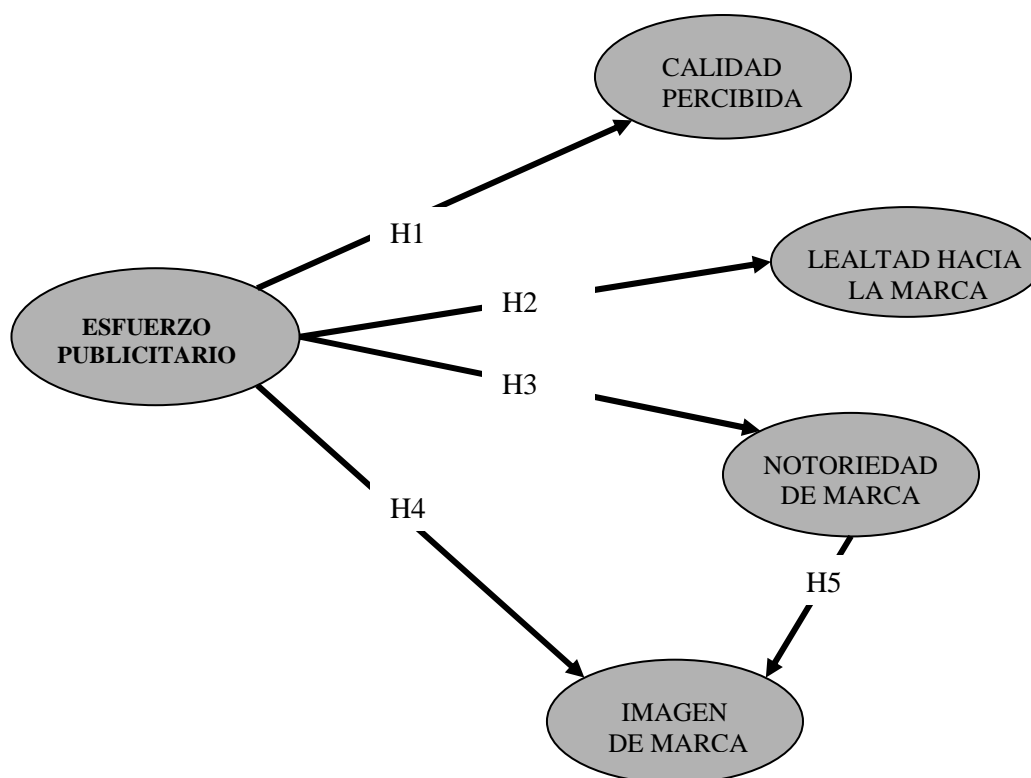 CALIDAD
PERCIBIDA
H1
LEALTAD HACIA
LA MARCA
H2
ESFUERZO
PUBLICITARIO
H3
NOTORIEDAD
DE MARCA
H4
H5
IMAGEN
DE MARCA